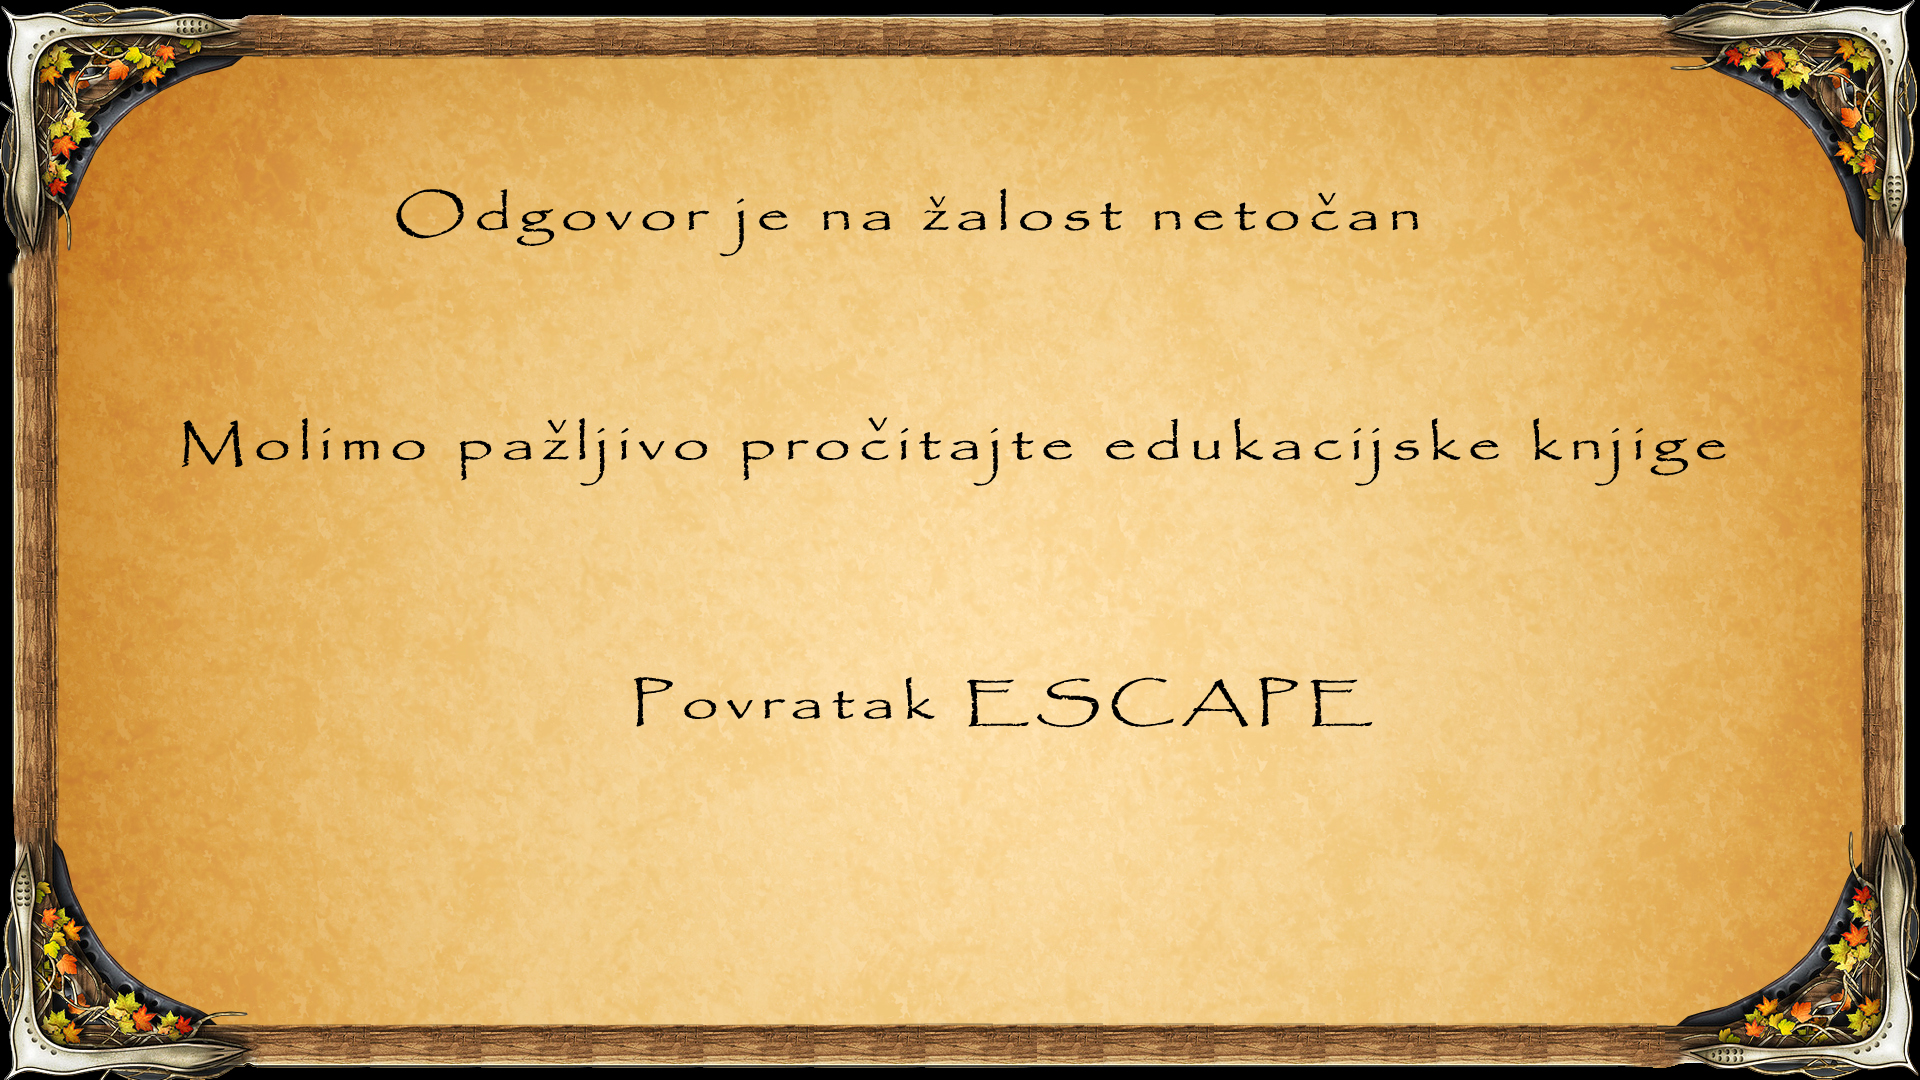 Odgovor je na žalost netočan
Molimo pažljivo pročitajte edukacijske knjige
Povratak ESCAPE